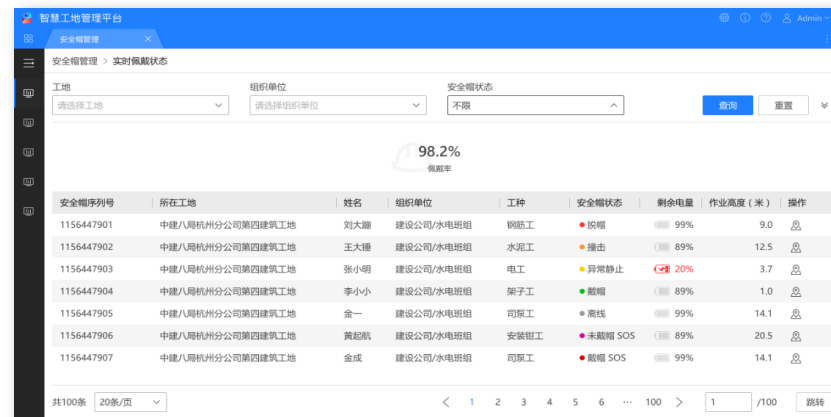 智慧工地管理平台 Admin
安全帽管理 ×
安全帽管理 > 实时佩戴状态
工地 组织单位 安全帽状态
请选择工地 请选择组织单位 不限 查询 重置
98.2%
佩戴率
安全帽序列号 所在工地 姓名 组织单位 工种 安全帽状态 剩余电量 作业高度(米) 操作
1156447901 中建八局杭州分公司第四建筑工地 刘大蹦 建设公司/水电班组 钢筋工 脱帽 99% 9.0
1156447902 中建八局杭州分公司第四建筑工地 王大锤 建设公司/水电班组 水泥工 撞击 89% 12.5
1156447903 中建八局杭州分公司第四建筑工地 张小明 建设公司/水电班组 电工 异常静止 20% 3.7
1156447904 中建八局杭州分公司第四建筑工地 李小小 建设公司/水电班组 架子工 戴帽 89% 1.0
1156447905 中建八局杭州分公司第四建筑工地 金一 建设公司/水电班组 司泵工 离线 99% 14.1
1156447906 中建八局杭州分公司第四建筑工地 黄起航 建设公司/水电班组 安装钳工 未戴帽 SOS 89% 20.5
1156447907 中建八局杭州分公司第四建筑工地 金成 建设公司/水电班组 司泵工 戴帽 SOS 99% 14.1
共100条 20条/页 < 1 2 3 4 5 6 ··· 100 > 1 /100 跳转